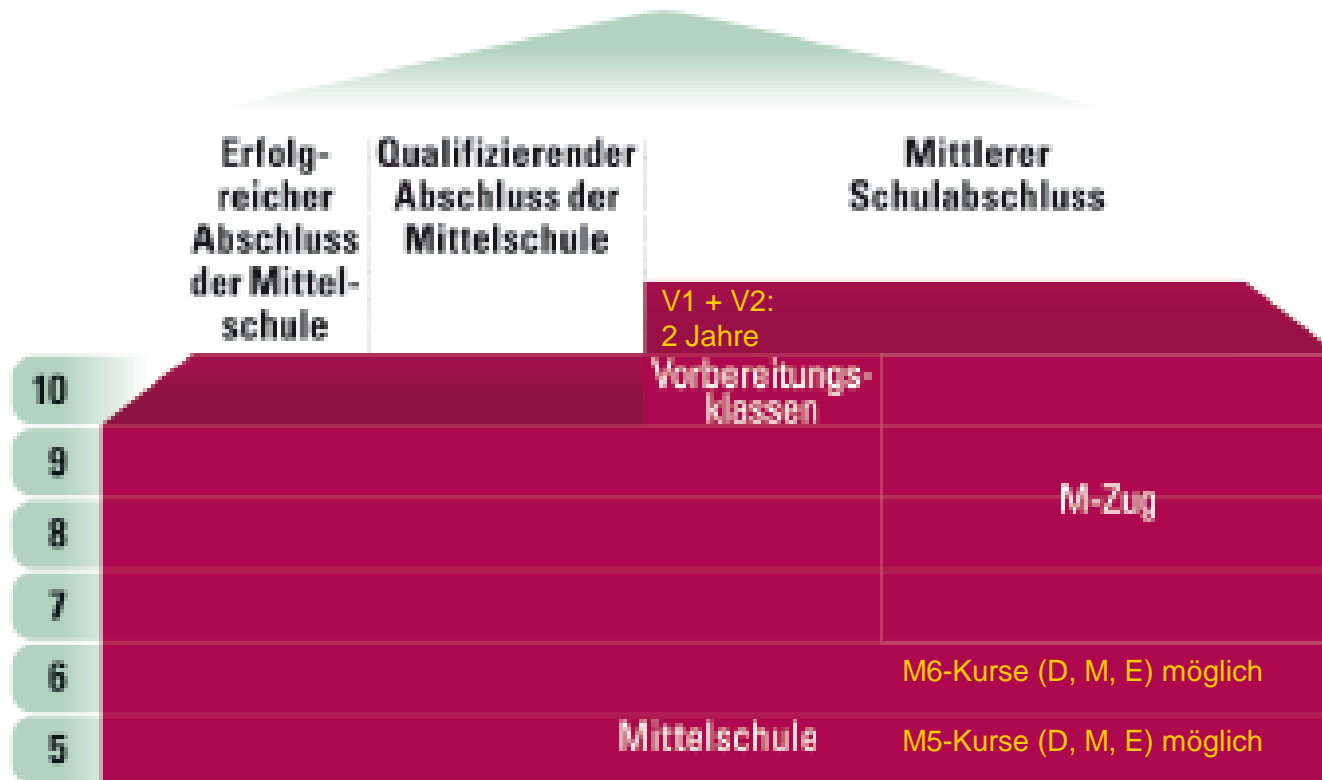 Erfolg-
reicher
Abschluss
der Mittel-
schule
Qualifizierender
Abschluss der
Mittelschule
Mittlerer
Schulabschluss
V1 + V2:
2 Jahre
10
Vorbereitungs-
klassen
9
M-Zug
8
7
6
M6-Kurse (D, M, E) möglich
5
Mittelschule
M5-Kurse (D, M, E) möglich